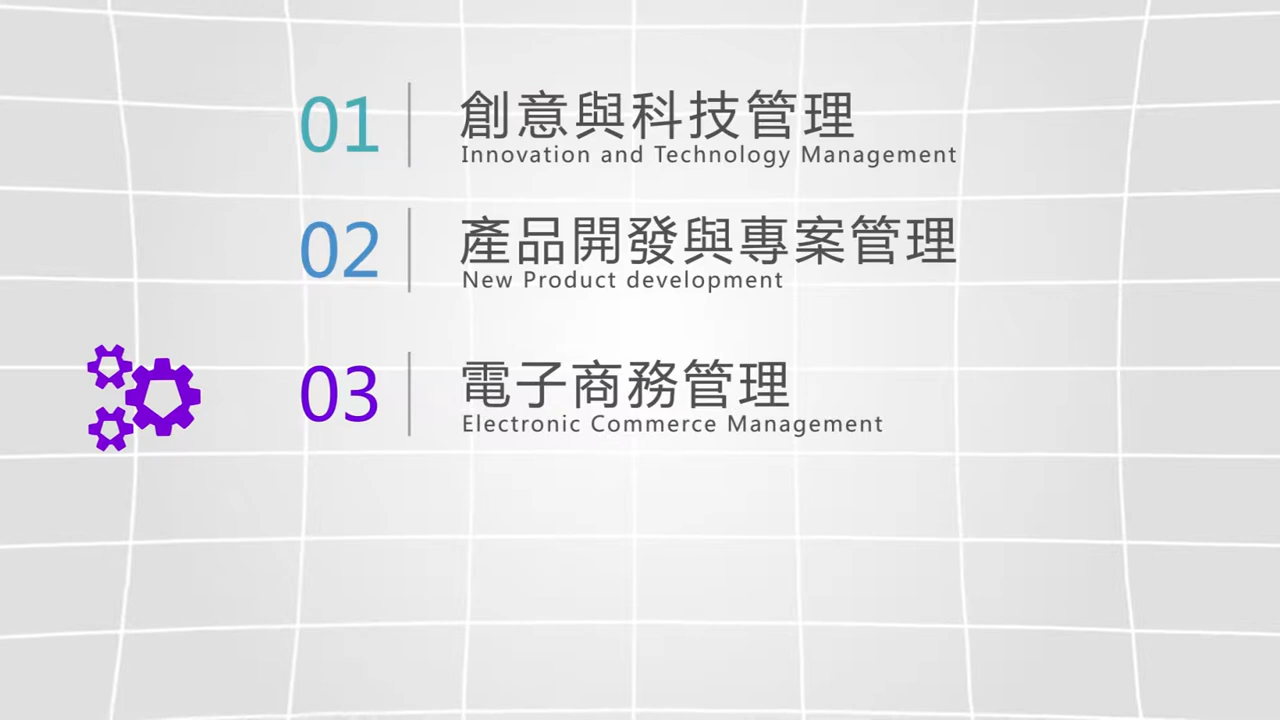 01
創意與科技管理
Innovation and Technology Management
02
產品開發與專案管理
New Product development
03
電子商務管理
Electronic Commerce Management